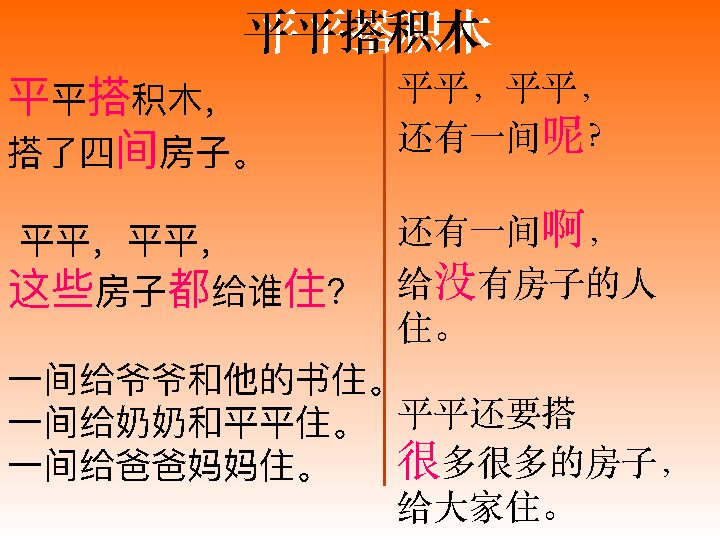 平平搭积木
平平搭积木，
搭了四间房子。
平平，平平，
这些房子都给谁住？
一间给爷爷和他的书住。
一间给奶奶和平平住。
一间给爸爸妈妈住。
平平，平平，
还有一间呢？
还有一间啊，
给没有房子的人
住。
平平还要搭
很多很多的房子，
给大家住。